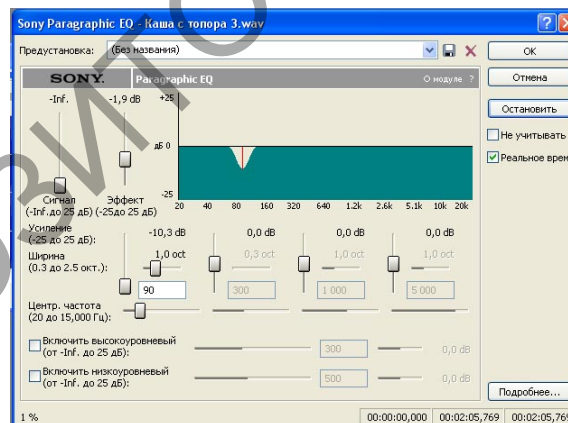 Sony Paragraphic EQ - Каша с топора 3.wav
Предустановка: (Без названия)
ОК
SONY. Paragraphic EQ О модуле ?
Отмена
-Inf. -1,9 dB +25
Остановить
Не учитывать
дБ 0
Реальное врем
-25
20 40 80 160 320 640 1.2k 2.6k 5.1k 10k 20k
Сигнал Эффект
(-Inf.до 25 дБ) (-25до 25 дБ)
Усиление
(-25 до 25 дБ): -10,3 dB 0,0 dB 0,0 dB 0,0 dB
Ширина
(0.3 до 2.5 окт.): 1,0 oct 0,3 oct 1,0 oct 1,0 oct
90 300 1 000 5 000
Центр. частота
(20 до 15,000 Гц):
Включить высокоуровневый
(от -Inf. до 25 дБ): 300 0,0 dB
Включить низкоуровневый
(от -Inf. до 25 дБ): 500 0,0 dB
Подробнее...
1 % 00:00:00,000 00:02:05,769 00:02:05,769